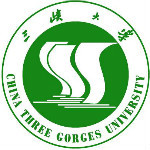 三峡大学
CHINA THREE GORGES UNIVERSITY